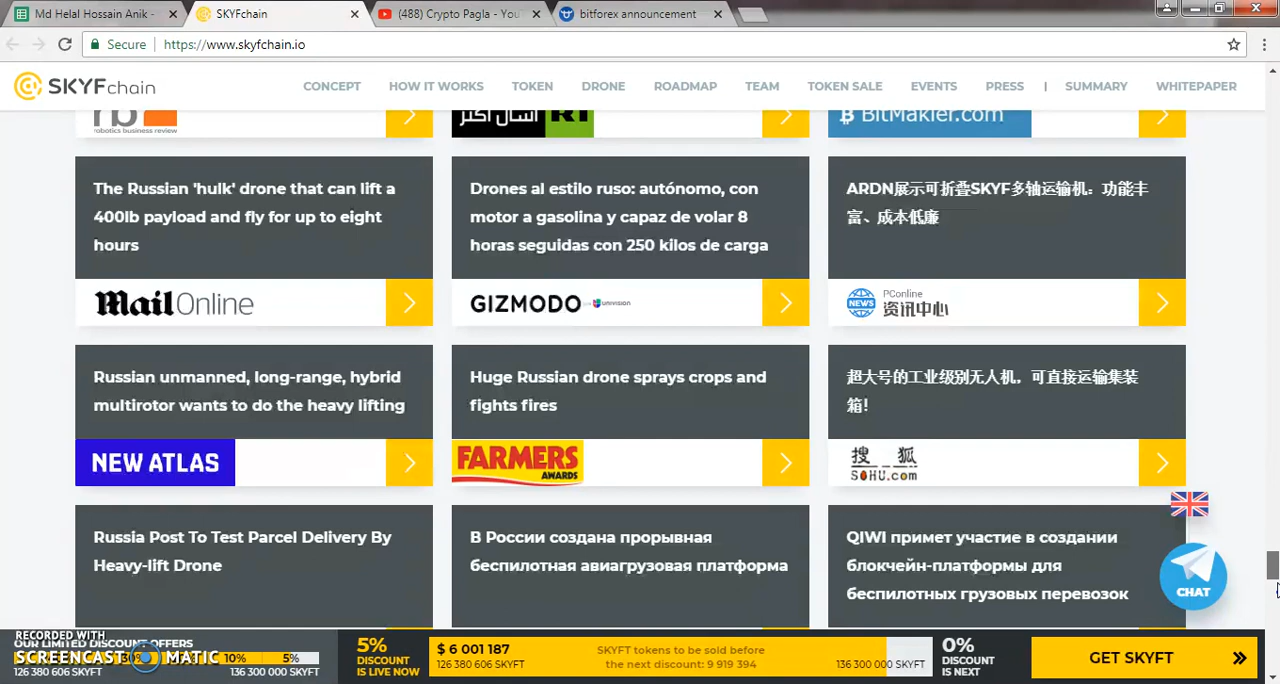 Md Helal Hossain Anik -
SKYFchain
(488) Crypto Pagla - You
bitforex announcement
Secure
https://www.skyfchain.io
SKYFchain
CONCEPT
HOW IT WORKS
TOKEN
DRONE
ROADMAP
TEAM
TOKEN SALE
EVENTS
PRESS
|
SUMMARY
WHITEPAPER
robotics business review
اسأل أكثر RT
BitMakler.com
The Russian 'hulk' drone that can lift a
400lb payload and fly for up to eight
hours
Mail Online
Drones al estilo ruso: autónomo, con
motor a gasolina y capaz de volar 8
horas seguidas con 250 kilos de carga
GIZMODO
UNIVISION
ARDN展示可折叠SKYF多轴运输机：功能丰
富、成本低廉
NEWS
PConline
资讯中心
Russian unmanned, long-range, hybrid
multirotor wants to do the heavy lifting
NEW ATLAS
Huge Russian drone sprays crops and
fights fires
FARMERS
AWARDS
超大号的工业级别无人机，可直接运输集装
箱！
搜 狐
SOHU.com
Russia Post To Test Parcel Delivery By
Heavy-lift Drone
В России создана прорывная
беспилотная авиагрузовая платформа
QIWI примет участие в создании
блокчейн-платформы для
беспилотных грузовых перевозок
CHAT
RECORDED WITH
SCREENCAST MATIC
OUR LIMITED DISCOUNT OFFERS
10% 5%
126 380 606 SKYFT
136 300 000 SKYFT
5%
DISCOUNT
IS LIVE NOW
$ 6 001 187
126 380 606 SKYFT
SKYFT tokens to be sold before
the next discount: 9 919 394
136 300 000 SKYFT
0%
DISCOUNT
IS NEXT
GET SKYFT